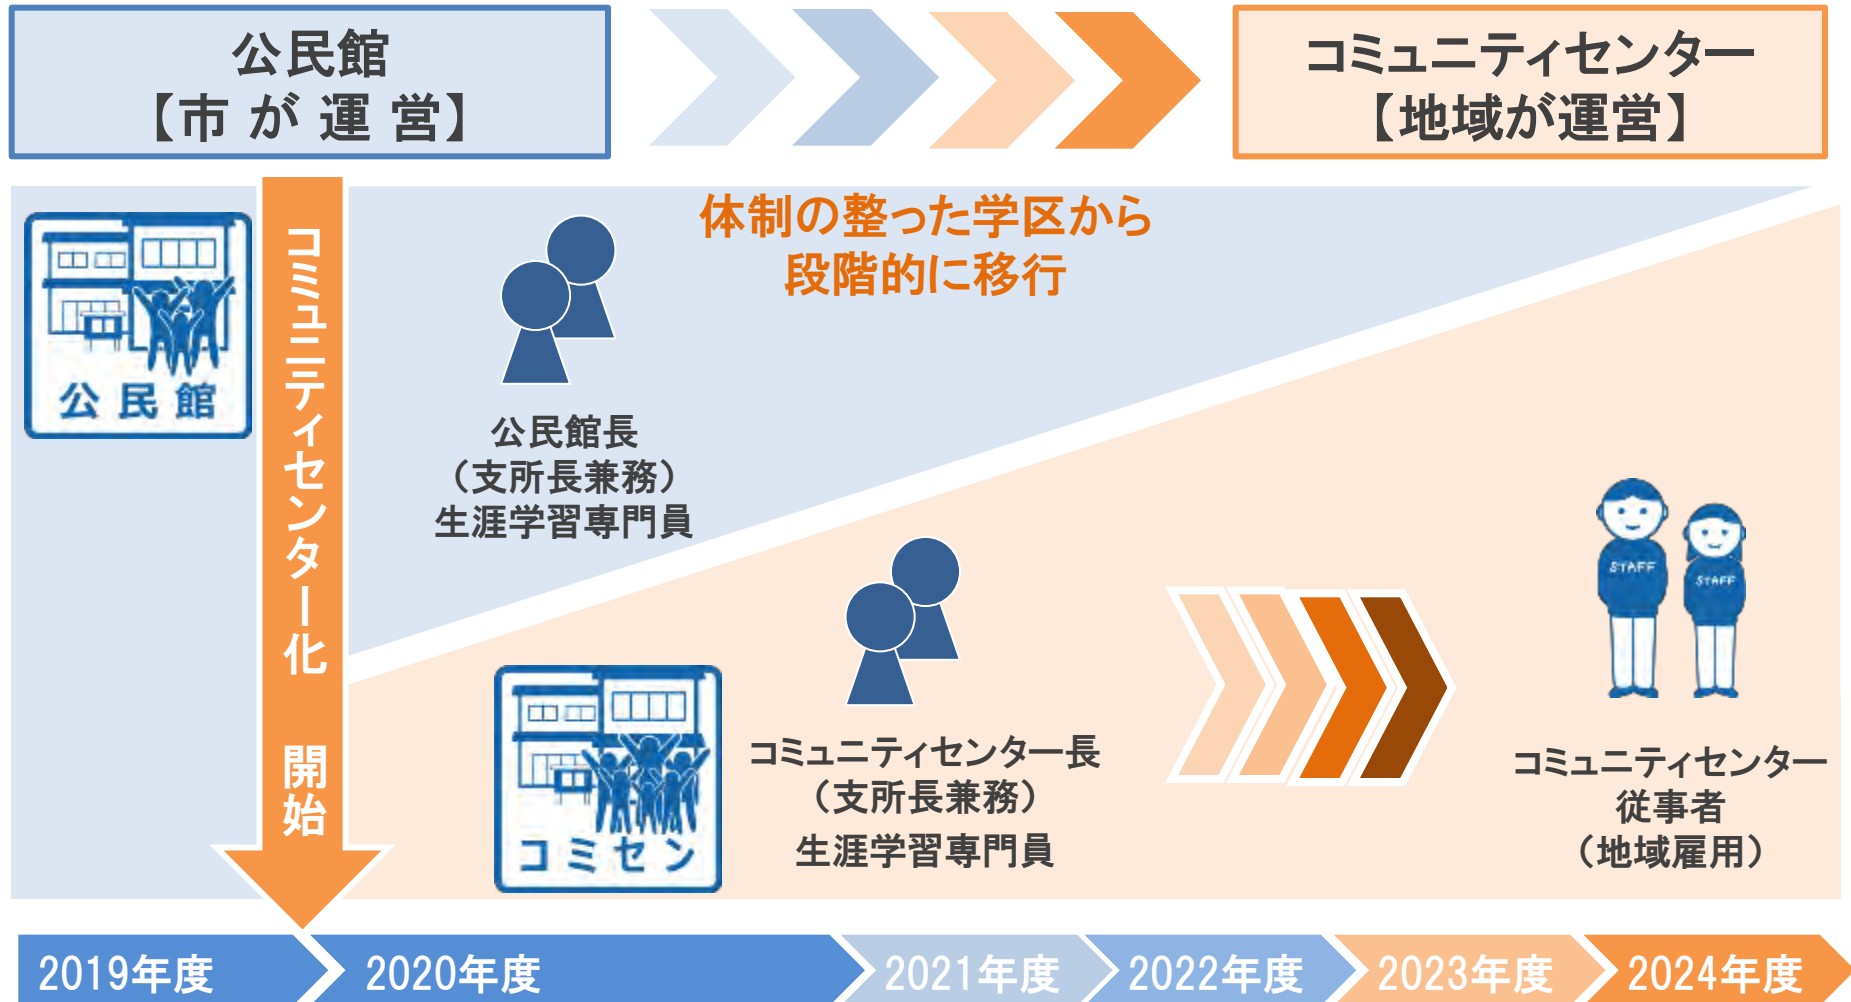 公民館
【市が運営】
コミュニティセンター
【地域が運営】
体制の整った学区から
段階的に移行
公民館
コミュニティセンター化 開始
公民館長
（支所長兼務）
生涯学習専門員
コミセン
コミュニティセンター長
（支所長兼務）
生涯学習専門員
STAFF
STAFF
コミュニティセンター
従事者
（地域雇用）
2019年度
2020年度
2021年度
2022年度
2023年度
2024年度